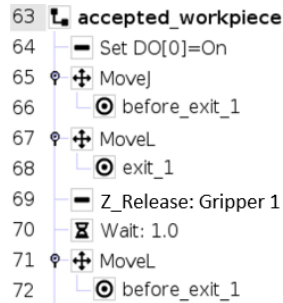 63 accepted_workpiece
64 Set DO[0]=On
65 MoveJ
66 before_exit_1
67 MoveL
68 exit_1
69 Z_Release: Gripper 1
70 Wait: 1.0
71 MoveL
72 before_exit_1